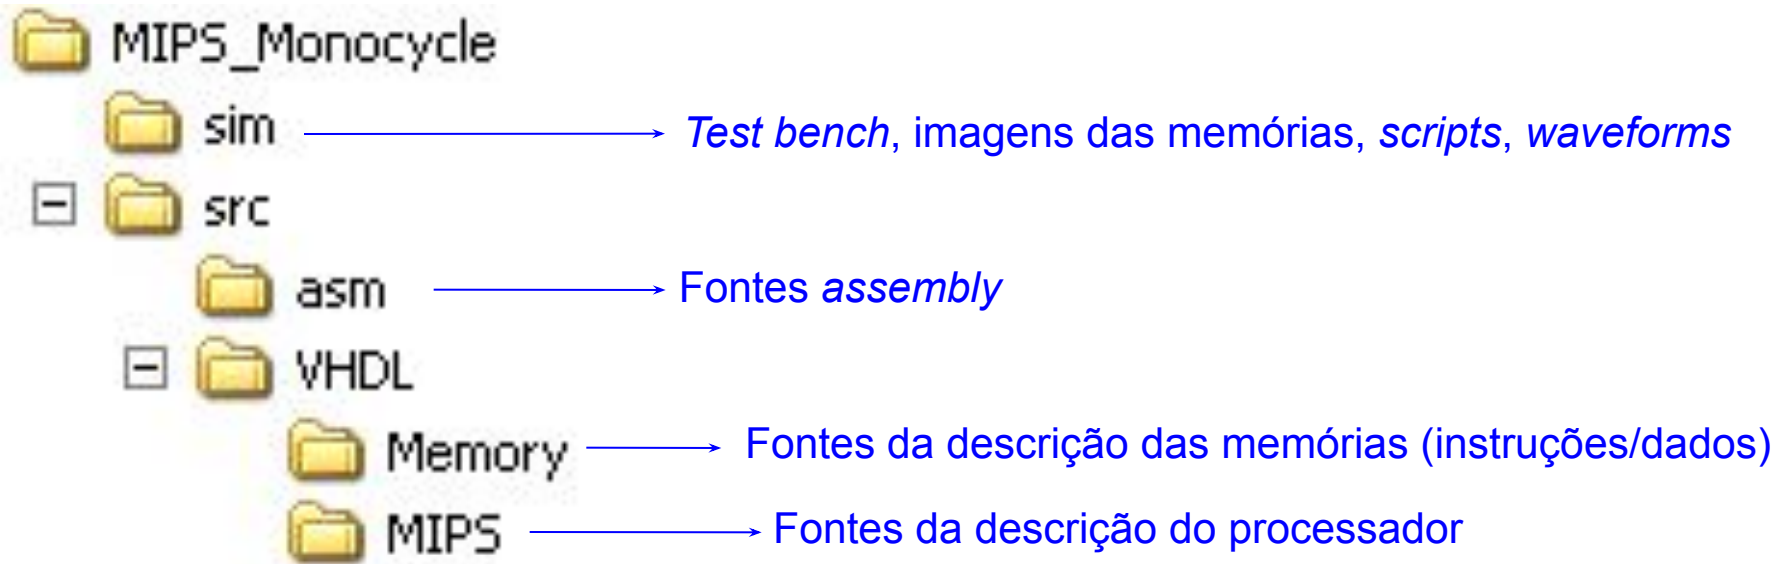 MIPS_Monocycle
sim Test bench, imagens das memórias, scripts, waveforms
src
asm Fontes assembly
VHDL
Memory Fontes da descrição das memórias (instruções/dados)
MIPS Fontes da descrição do processador